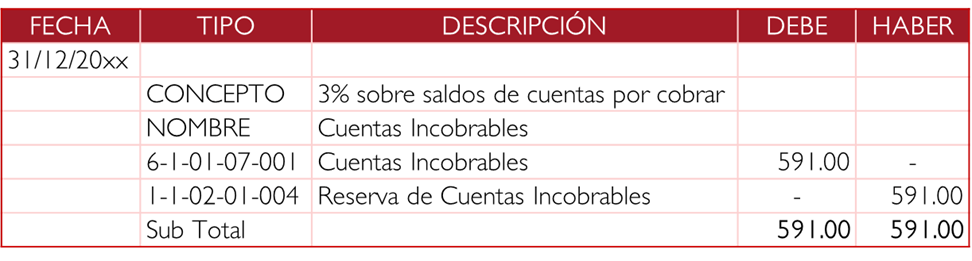 FECHA TIPO DESCRIPCIÓN DEBE HABER
31/12/20xx
CONCEPTO 3% sobre saldos de cuentas por cobrar
NOMBRE Cuentas Incobrables
6-1-01-07-001 Cuentas Incobrables 591.00 -
1-1-02-01-004 Reserva de Cuentas Incobrables - 591.00
Sub Total 591.00 591.00